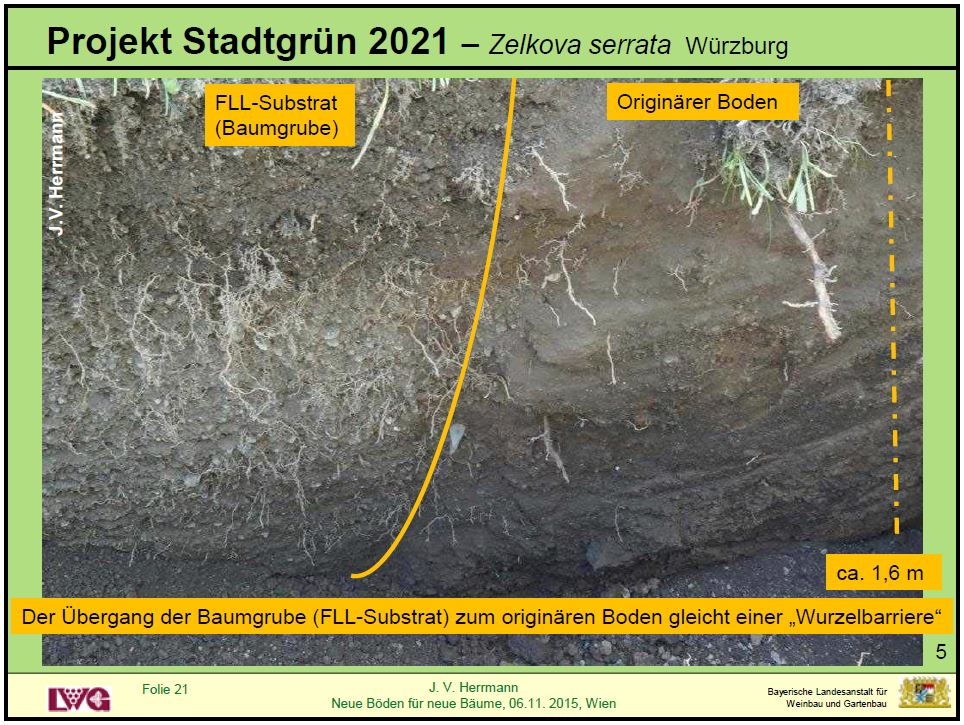 Projekt Stadtgrün 2021 – Zelkova serrata Würzburg
FLL-Substrat
(Baumgrube)
Originärer Boden
J.V. Herrmann
ca. 1,6 m
Der Übergang der Baumgrube (FLL-Substrat) zum originären Boden gleicht einer „Wurzelbarriere“
5
LWG
Folie 21
J. V. Herrmann
Neue Böden für neue Bäume, 06.11. 2015, Wien
Bayerische Landesanstalt für
Weinbau und Gartenbau